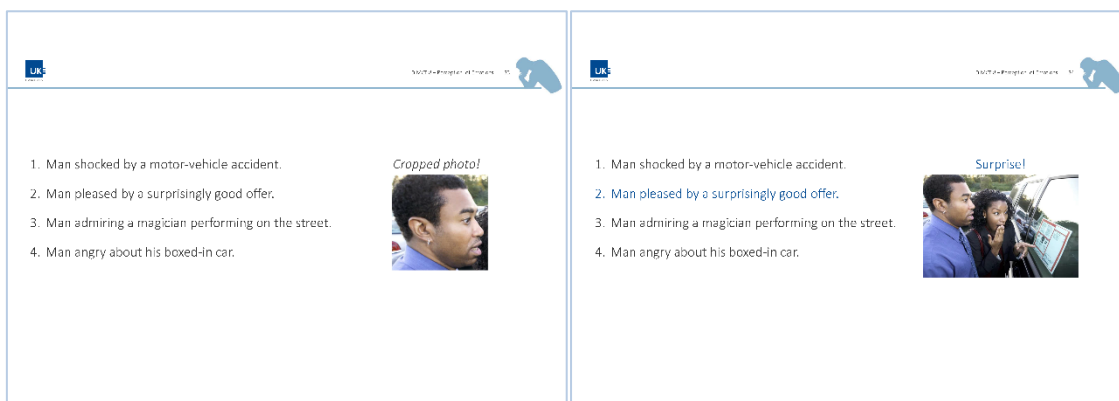 UKE
1. Man shocked by a motor-vehicle accident.
2. Man pleased by a surprisingly good offer.
3. Man admiring a magician performing on the street.
4. Man angry about his boxed-in car.
Cropped photo!
UKE
1. Man shocked by a motor-vehicle accident.
2. Man pleased by a surprisingly good offer.
3. Man admiring a magician performing on the street.
4. Man angry about his boxed-in car.
Surprise!